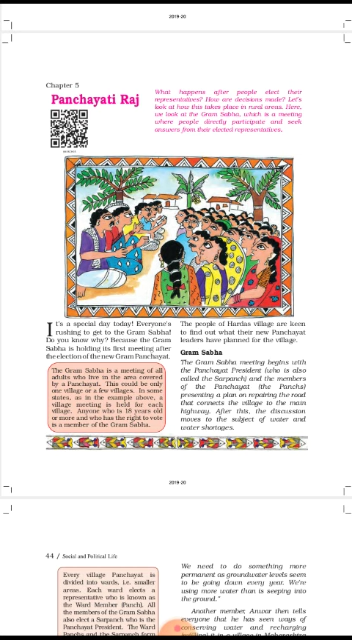 2019-20
Chapter 5
Panchayati Raj
What happens after people elect their
representatives? How are decisions made? Let's
look at how this takes place in rural areas. Here,
we look at the Gram Sabha, which is a meeting
where people directly participate and seek
answers from their elected representatives.
It's a special day today! Everyone's
rushing to get to the Gram Sabha!
Do you know why? Because the Gram
Sabha is holding its first meeting after
the election of the new Gram Panchayat.
The Gram Sabha is a meeting of all
adults who live in the area covered
by a Panchayat. This could be only
one village or a few villages. In some
states, as in the example above, a
village meeting is held for each
village. Anyone who is 18 years old
or more and who has the right to vote
is a member of the Gram Sabha.
The people of Hardas village are keen
to find out what their new Panchayat
leaders have planned for the village.
Gram Sabha
The Gram Sabha meeting begins with
the Panchayat President (who is also
called the Sarpanch) and the members
of the Panchayat (the Panchs)
presenting a plan on repairing the road
that connects the village to the main
highway. After this, the discussion
moves to the subject of water and
water shortages.
2019-20
44 / Social and Political Life
Every village Panchayat is
divided into wards, i.e. smaller
areas. Each ward elects a
representative who is known as
the Ward Member (Panch). All
the members of the Gram Sabha
also elect a Sarpanch who is the
Panchayat President. The Ward
Panchs and the Sarpanch form
We need to do something more
permanent as groundwater levels seem
to be going down every year. We're
using more water than is seeping into
the ground."
Another member, Anwar then tells
everyone that he has seen ways of
conserving water and recharging
it in a village in Maharashtra